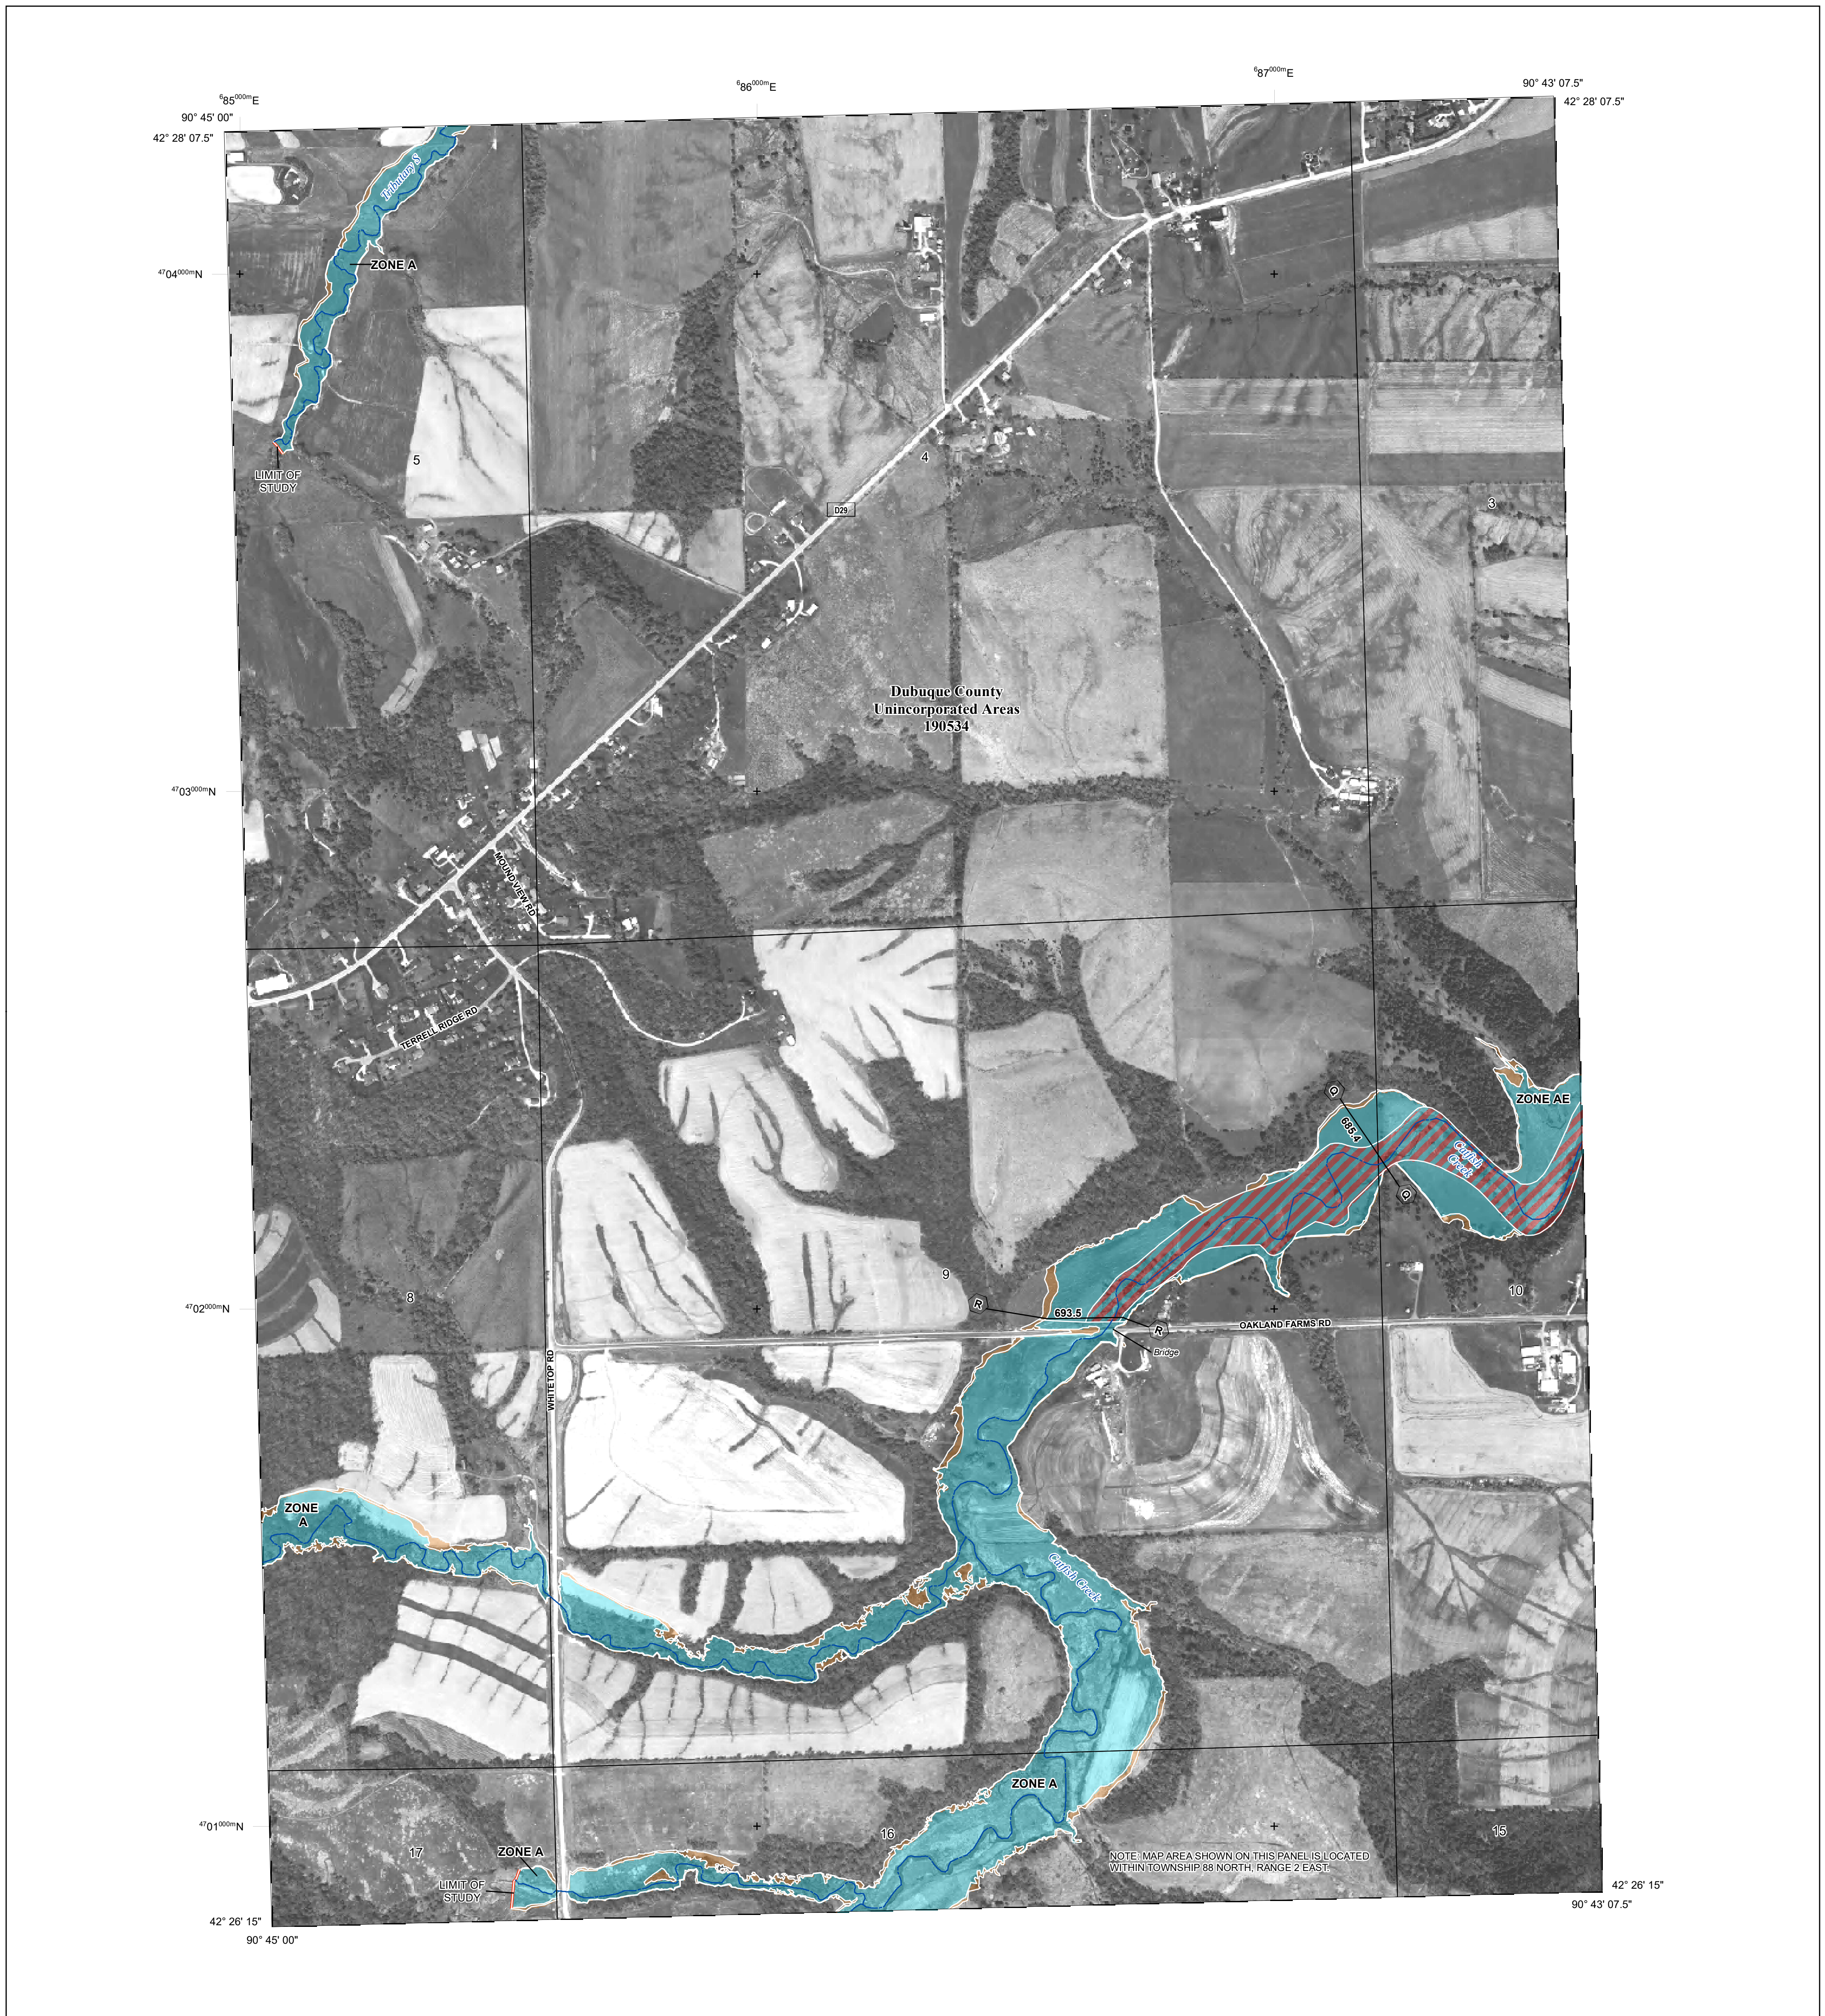 685000mE
686000mE
687000mE
90° 43' 07.5"
90° 45' 00"
42° 28' 07.5"
42° 28' 07.5"
Tributary S
ZONE A
4704000mN
5
4
LIMIT OF
STUDY
3
D29
Dubuque County
Unincorporated Areas
190534
4703000mN
MOUND VIEW RD
TERRELL RIDGE RD
Q
ZONE AE
685.4
Catfish
Creek
Q
9
8
10
4702000mN
R
693.5
R
OAKLAND FARMS RD
Bridge
WHITETOP RD
ZONE
A
Catfish Creek
ZONE A
4701000mN
16
15
17
ZONE A
NOTE: MAP AREA SHOWN ON THIS PANEL IS LOCATED
WITHIN TOWNSHIP 88 NORTH, RANGE 2 EAST.
LIMIT OF
STUDY
42° 26' 15"
90° 43' 07.5"
42° 26' 15"
90° 45' 00"